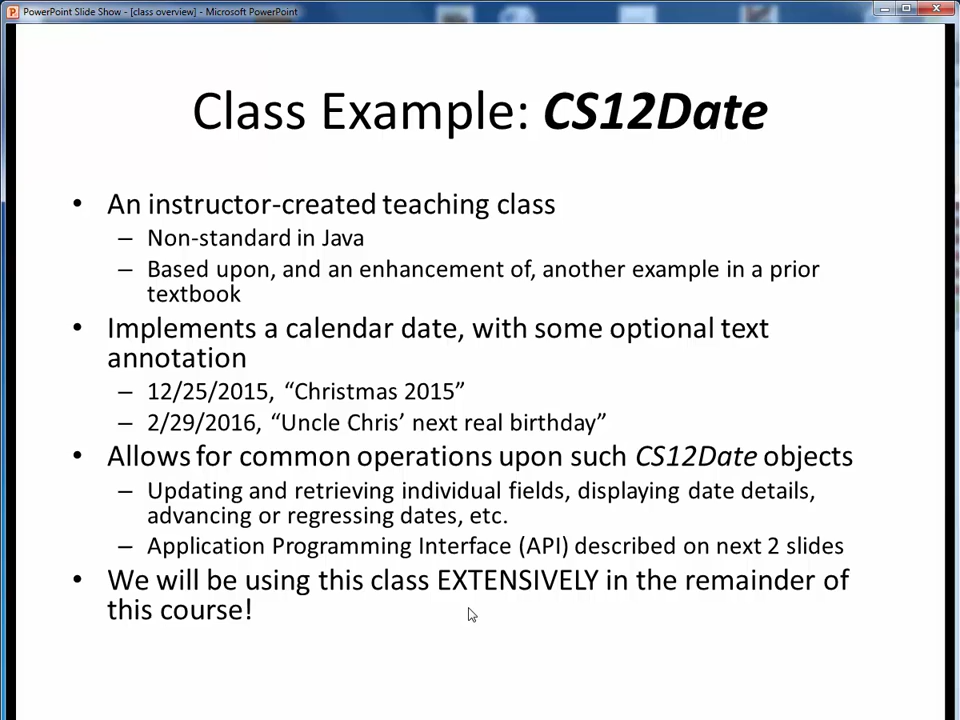 PowerPoint Slide Show - [class overview] - Microsoft PowerPoint
Class Example: CS12Date
• An instructor-created teaching class
– Non-standard in Java
– Based upon, and an enhancement of, another example in a prior
textbook
• Implements a calendar date, with some optional text
annotation
– 12/25/2015, “Christmas 2015”
– 2/29/2016, “Uncle Chris’ next real birthday”
• Allows for common operations upon such CS12Date objects
– Updating and retrieving individual fields, displaying date details,
advancing or regressing dates, etc.
– Application Programming Interface (API) described on next 2 slides
• We will be using this class EXTENSIVELY in the remainder of
this course!